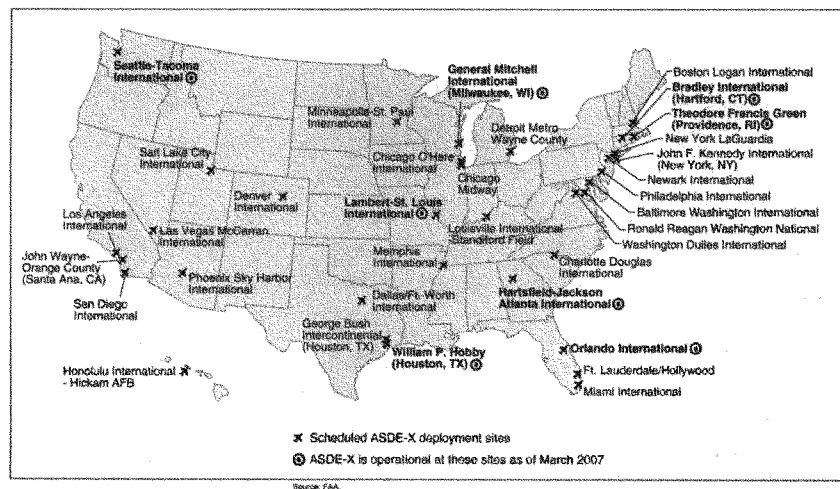 Seattle-Tacoma
International
General Mitchell
International
(Milwaukee, WI)
Minneapolis-St. Paul
International
Detroit Metro
Wayne County
Boston Logan International
Bradley International
(Hartford, CT)
Theodore Francis Green
(Providence, RI)
New York LaGuardia
John F. Kennedy International
(New York, NY)
Newark International
Philadelphia International
Baltimore Washington International
Ronald Reagan Washington National
Washington Dulles International
Salt Lake City
International
Chicago O'Hare
International
Chicago
Midway
Denver
International
Lambert-St. Louis
International
Louisville International
Standiford Field
Los Angeles
International
Las Vegas McCarran
International
John Wayne-
Orange County
(Santa Ana, CA)
San Diego
International
Phoenix Sky Harbor
International
Memphis
International
Charlotte Douglas
International
Dallas/Ft. Worth
International
Hartsfield-Jackson
Atlanta International
George Bush
Intercontinental
(Houston, TX)
William P. Hobby
(Houston, TX)
Orlando International
Ft. Lauderdale/Hollywood
Miami International
Honolulu International
- Hickam AFB
Scheduled ASDE-X deployment sites
ASDE-X is operational at these sites as of March 2007
Source: FAA.